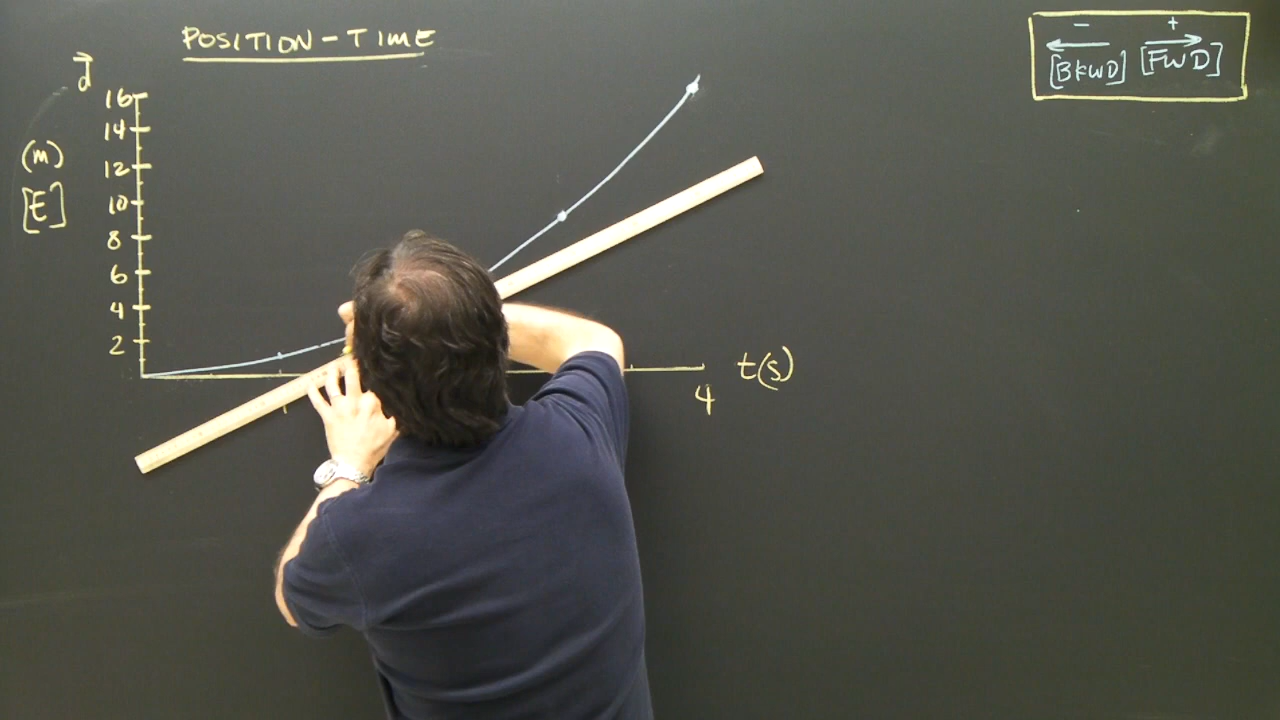 POSITION-TIME
- +
[BKWD] [FWD]
d
(m)
[E]
16
14
12
10
8
6
4
2
t(s)
4